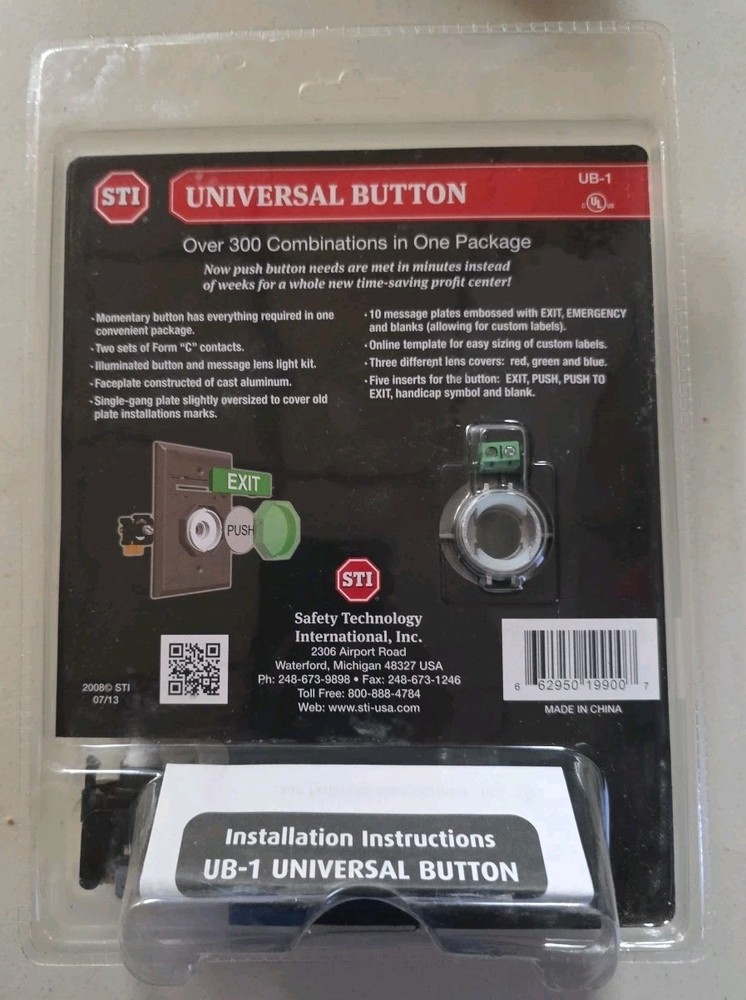 STI
UNIVERSAL BUTTON
UB-1
C UL US
Over 300 Combinations in One Package
Now push button needs are met in minutes instead
of weeks for a whole new time-saving profit center!
· Momentary button has everything required in one
convenient package.
· Two sets of Form "C" contacts.
· Illuminated button and message lens light kit.
· Faceplate constructed of cast aluminum.
· Single-gang plate slightly oversized to cover old
plate installations marks.
· 10 message plates embossed with EXIT, EMERGENCY
and blanks (allowing for custom labels).
· Online template for easy sizing of custom labels.
· Three different lens covers: red, green and blue.
· Five inserts for the button: EXIT, PUSH, PUSH TO
EXIT, handicap symbol and blank.
EXIT
PUSH
STI
Safety Technology
International, Inc.
2306 Airport Road
Waterford, Michigan 48327 USA
Ph: 248-673-9898 • Fax: 248-673-1246
Toll Free: 800-888-4784
Web: www.sti-usa.com
2008© STI
07/13
6 62950 19900 7
MADE IN CHINA
Installation Instructions
UB-1 UNIVERSAL BUTTON